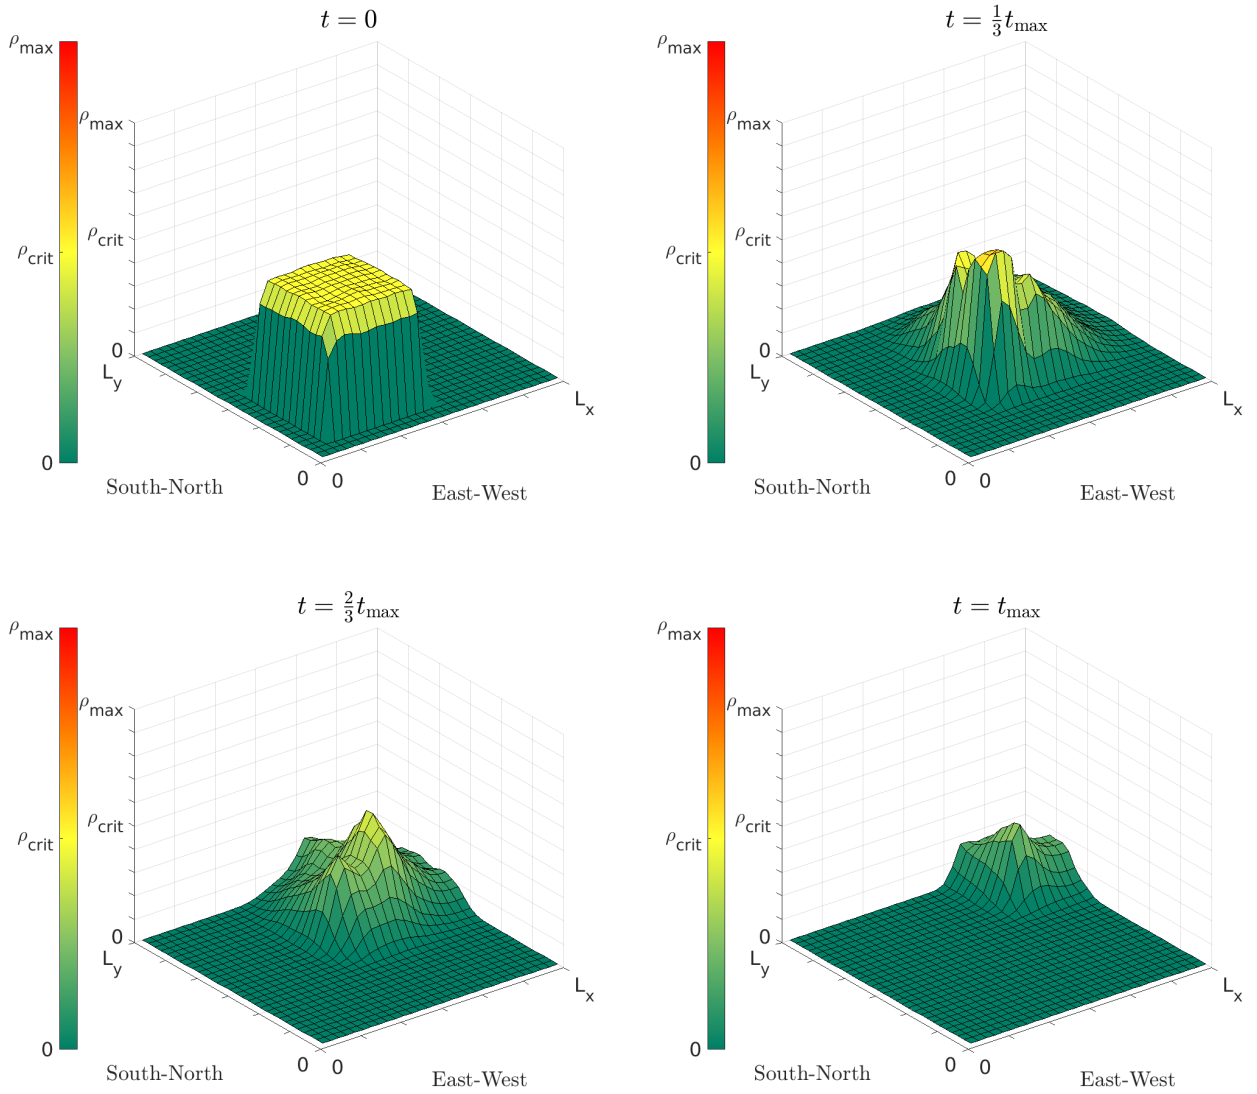 t = 0
ρmax
ρmax
ρcrit
ρcrit
0
Ly
Lx
0
0 0
South-North
East-West
t = 1/3 tmax
ρmax
ρmax
ρcrit
ρcrit
0
Ly
Lx
0
0 0
South-North
East-West
t = 2/3 tmax
ρmax
ρmax
ρcrit
ρcrit
0
Ly
Lx
0
0 0
South-North
East-West
t = tmax
ρmax
ρmax
ρcrit
ρcrit
0
Ly
Lx
0
0 0
South-North
East-West